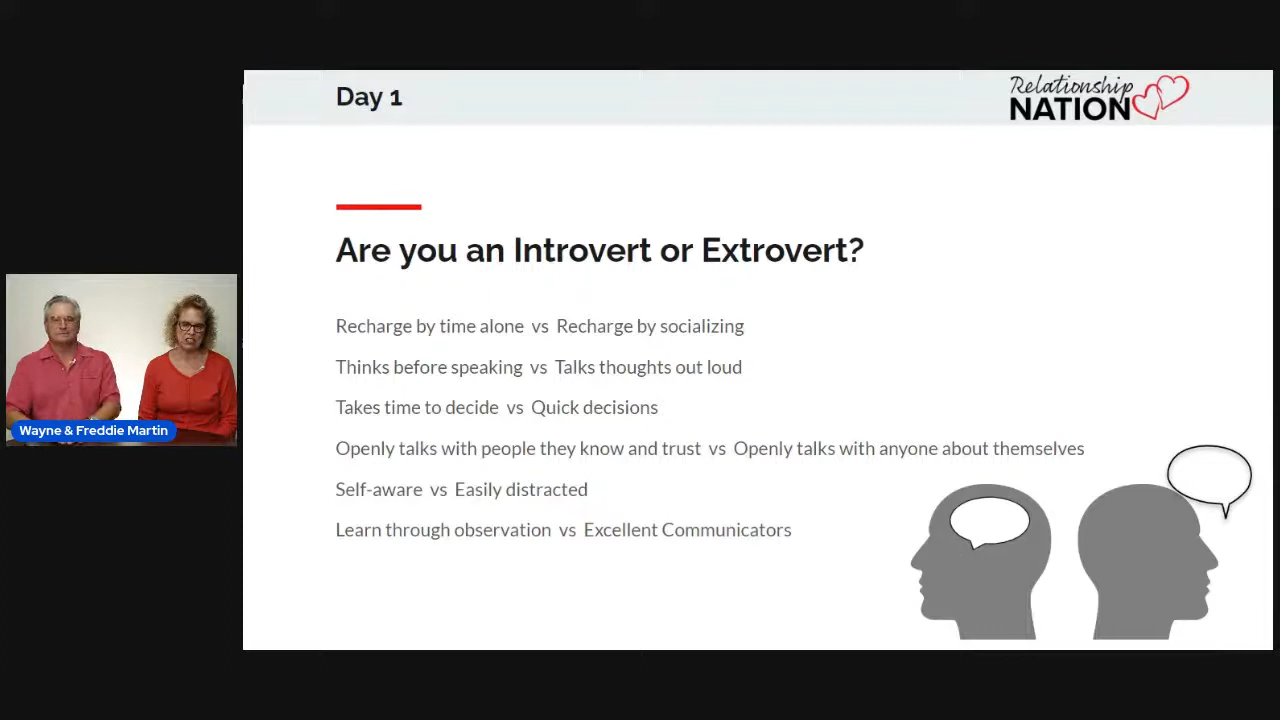 Day 1
Relationship
NATION
Are you an Introvert or Extrovert?
Recharge by time alone vs Recharge by socializing
Thinks before speaking vs Talks thoughts out loud
Takes time to decide vs Quick decisions
Openly talks with people they know and trust vs Openly talks with anyone about themselves
Self-aware vs Easily distracted
Learn through observation vs Excellent Communicators
Wayne & Freddie Martin